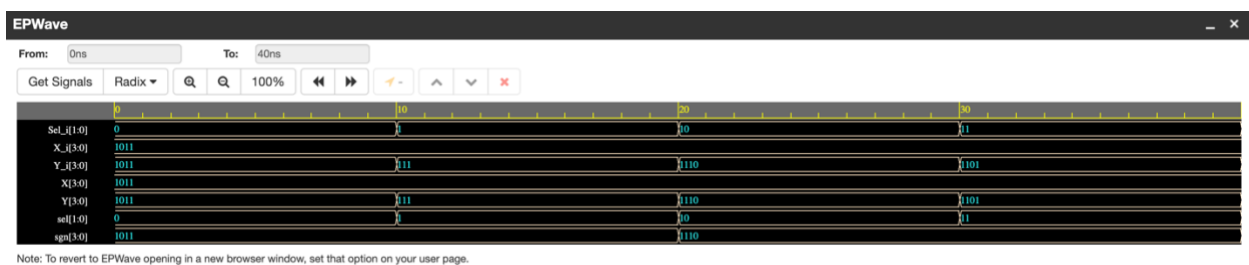 EPWave
From: 0ns To: 40ns
Get Signals Radix 100% -
0 10 20 30
Sel_i[1:0] 0 1 10 11
X_i[3:0] 1011
Y_i[3:0] 1011 111 1110 1101
X[3:0] 1011
Y[3:0] 1011 111 1110 1101
sel[1:0] 0 1 10 11
sgn[3:0] 1011 1110
Note: To revert to EPWave opening in a new browser window, set that option on your user page.